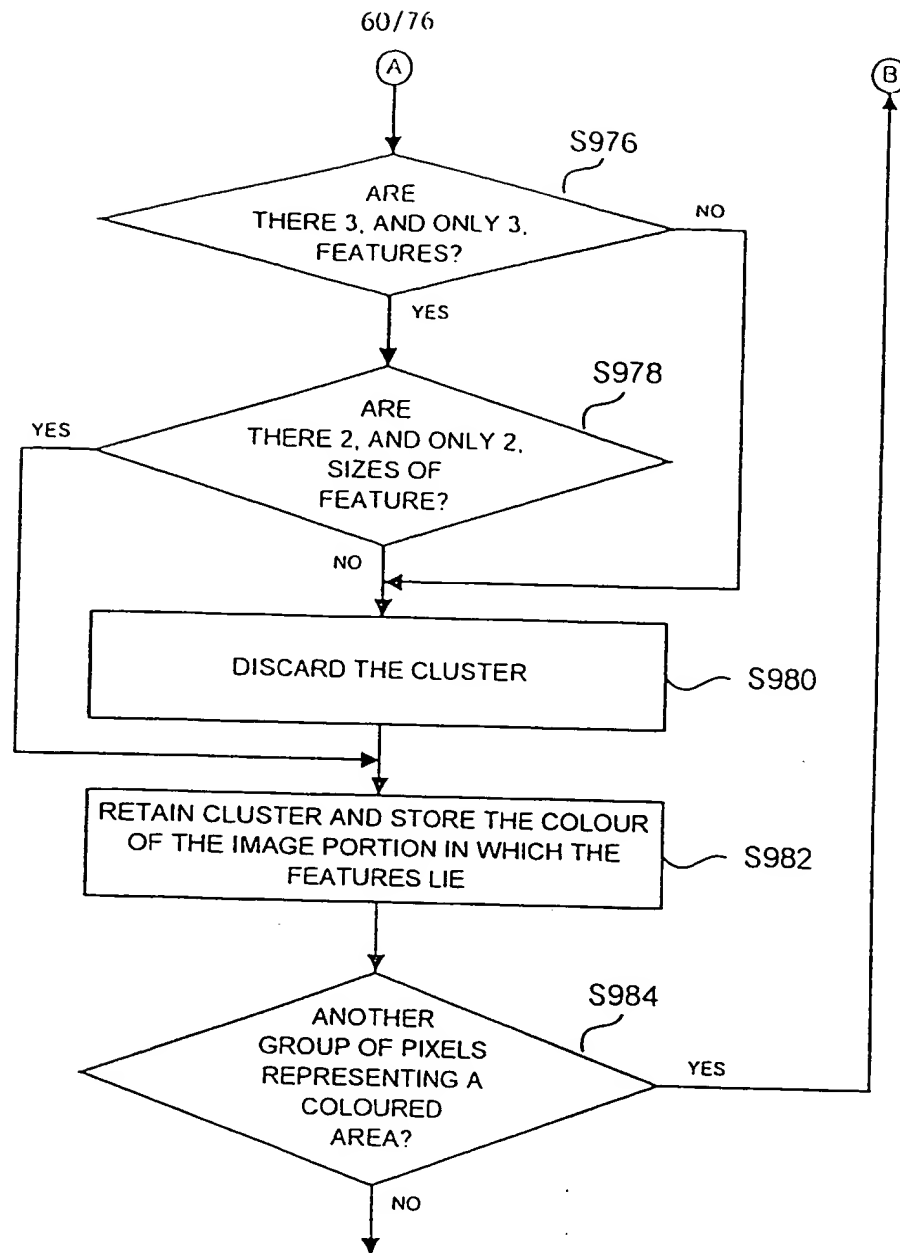 60/76
A
B
S976
ARE
THERE 3, AND ONLY 3,
FEATURES?
NO
YES
S978
ARE
THERE 2, AND ONLY 2,
SIZES OF
FEATURE?
YES
NO
DISCARD THE CLUSTER
S980
RETAIN CLUSTER AND STORE THE COLOUR
OF THE IMAGE PORTION IN WHICH THE
FEATURES LIE
S982
S984
ANOTHER
GROUP OF PIXELS
REPRESENTING A
COLOURED
AREA?
YES
NO